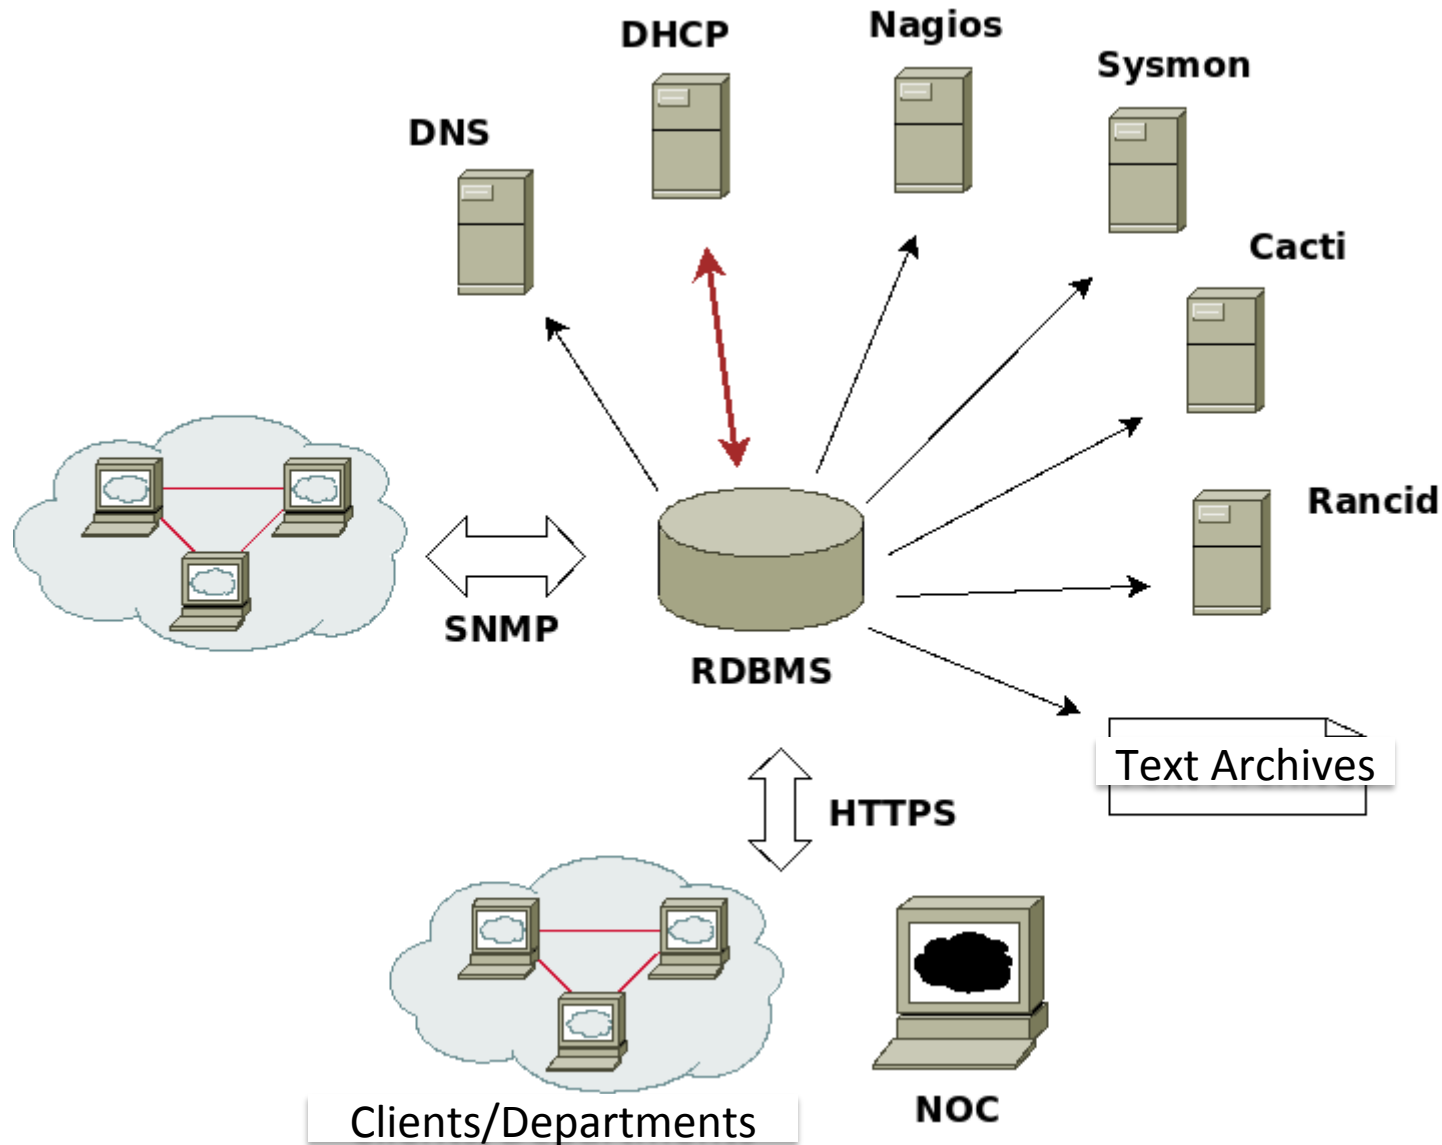 Nagios
DHCP
Sysmon
DNS
Cacti
Rancid
SNMP
RDBMS
Text Archives
HTTPS
NOC
Clients/Departments